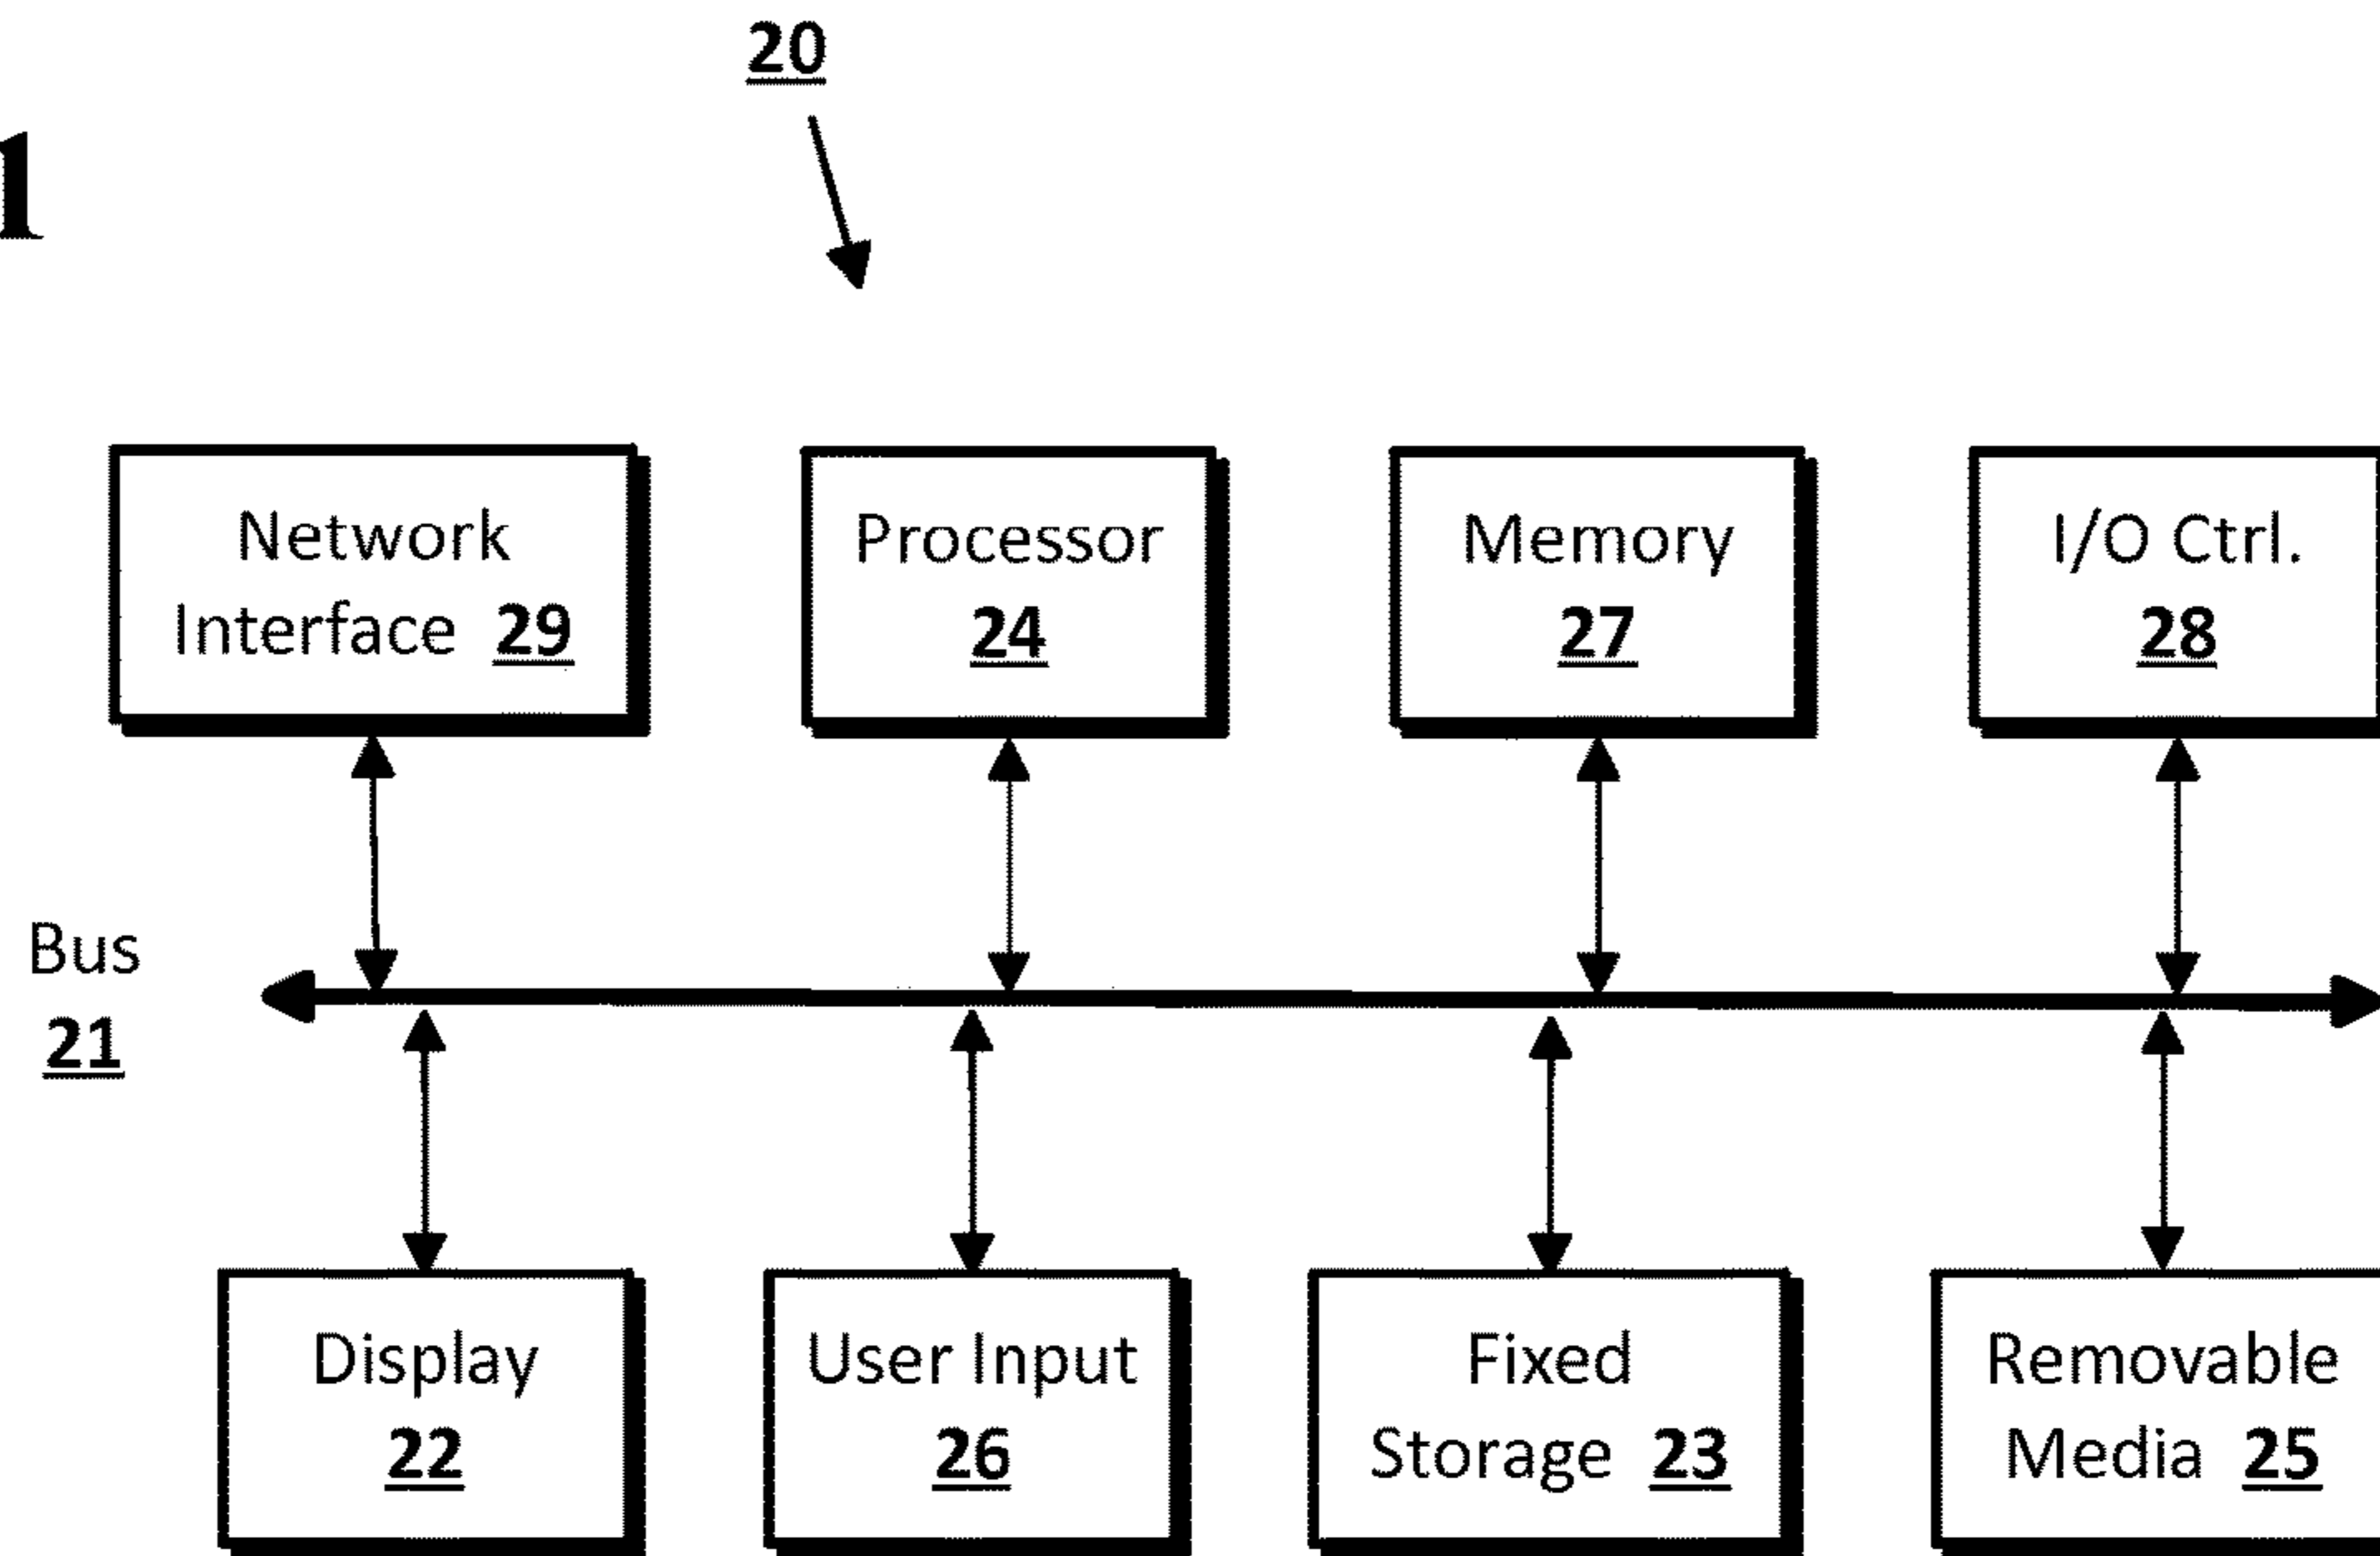 20
1
Network
Interface 29
Processor
24
Memory
27
I/O Ctrl.
28
Bus
21
Display
22
User Input
26
Fixed
Storage 23
Removable
Media 25